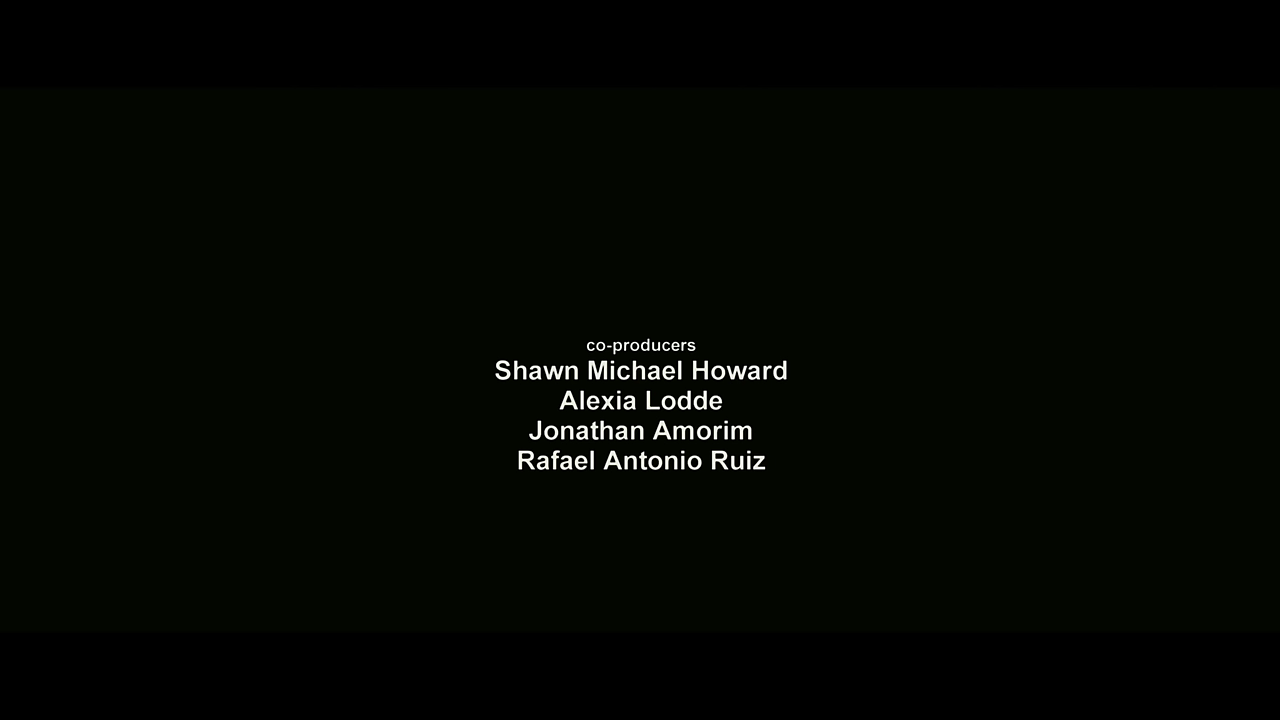 co-producers
Shawn Michael Howard
Alexia Lodde
Jonathan Amorim
Rafael Antonio Ruiz